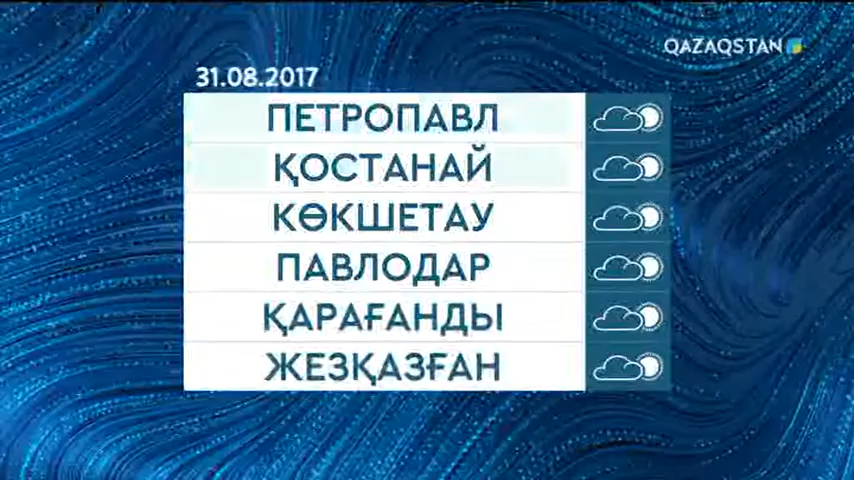 QAZAQSTAN
31.08.2017
ПЕТРОПАВЛ
ҚОСТАНАЙ
КӨКШЕТАУ
ПАВЛОДАР
ҚАРАҒАНДЫ
ЖЕЗҚАЗҒАН